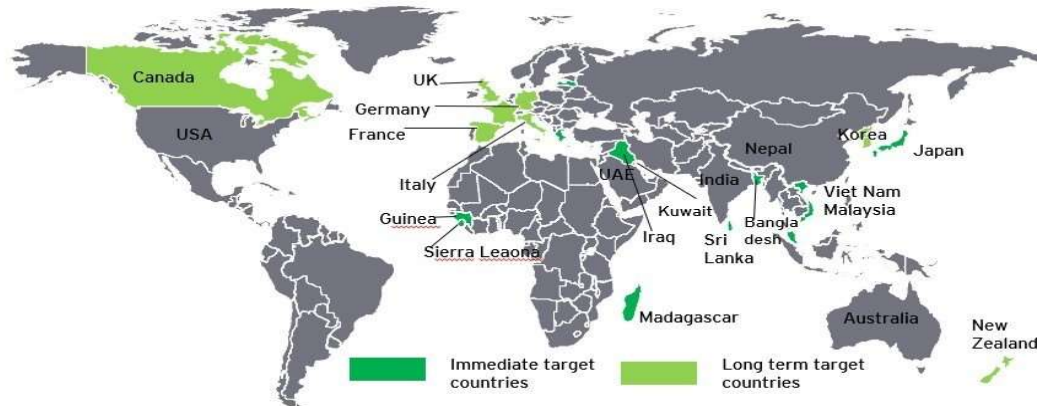 Canada
UK
Germany
USA
France
Korea
Nepal
Japan
Italy
UAE
India
Viet Nam
Malaysia
Kuwait
Guinea
Bangla
desh
Iraq
Sri
Lanka
Sierra Leaona
Madagascar
Australia
New
Zealand
Immediate target
countries
Long term target
countries